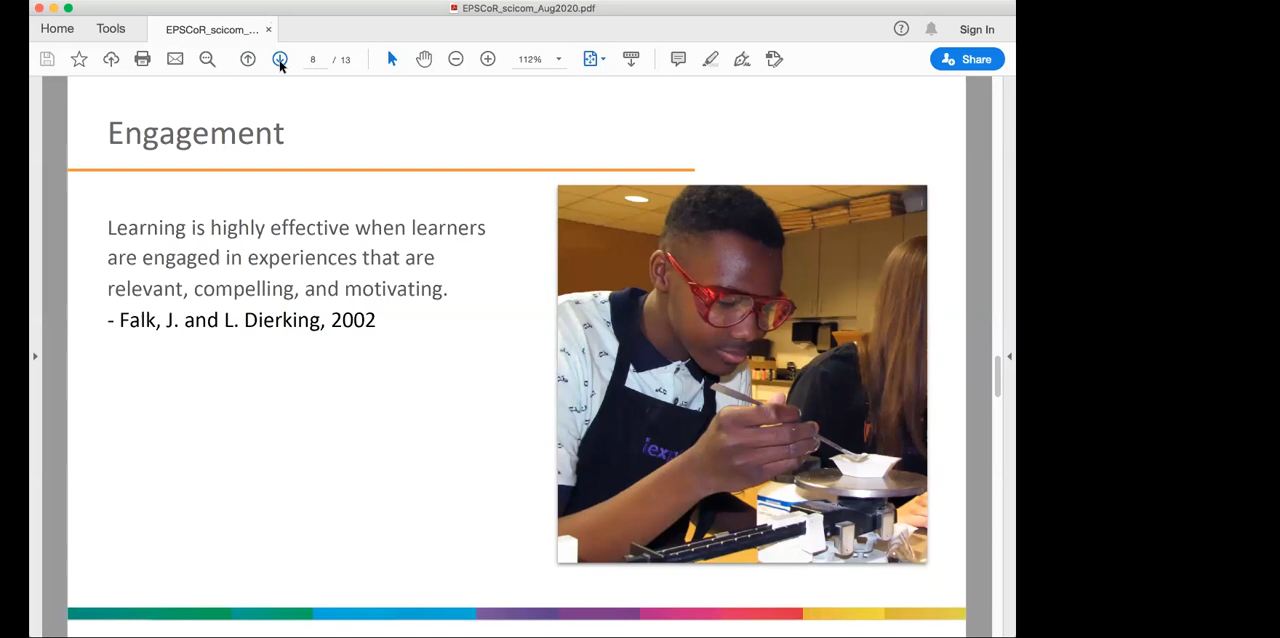 EPSCoR_scicom_Aug2020.pdf
Home Tools EPSCoR_scicom_... × Sign In
8 / 13 112% Share
Engagement
Learning is highly effective when learners
are engaged in experiences that are
relevant, compelling, and motivating.
- Falk, J. and L. Dierking, 2002